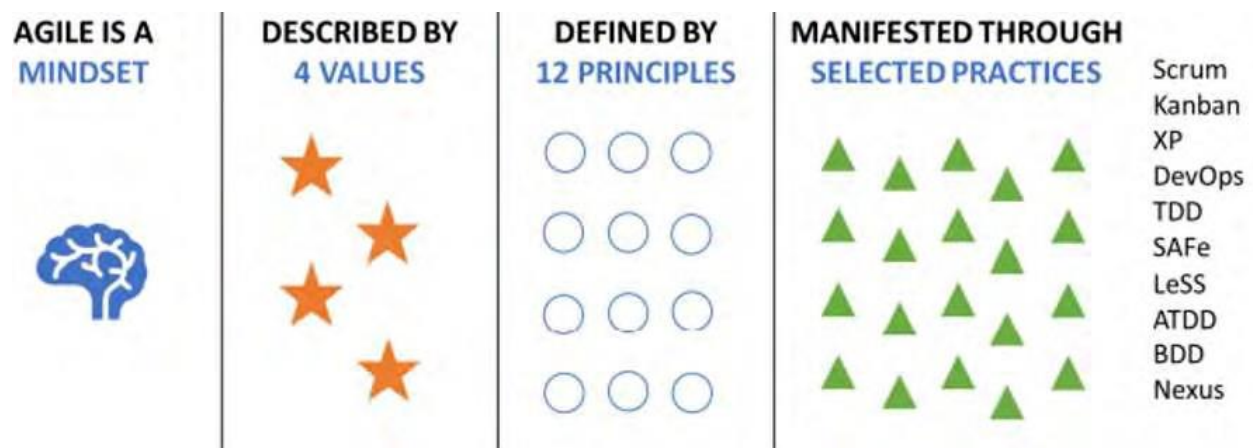 AGILE IS A
MINDSET
DESCRIBED BY
4 VALUES
DEFINED BY
12 PRINCIPLES
MANIFESTED THROUGH
SELECTED PRACTICES
Scrum
Kanban
XP
DevOps
TDD
SAFe
LeSS
ATDD
BDD
Nexus